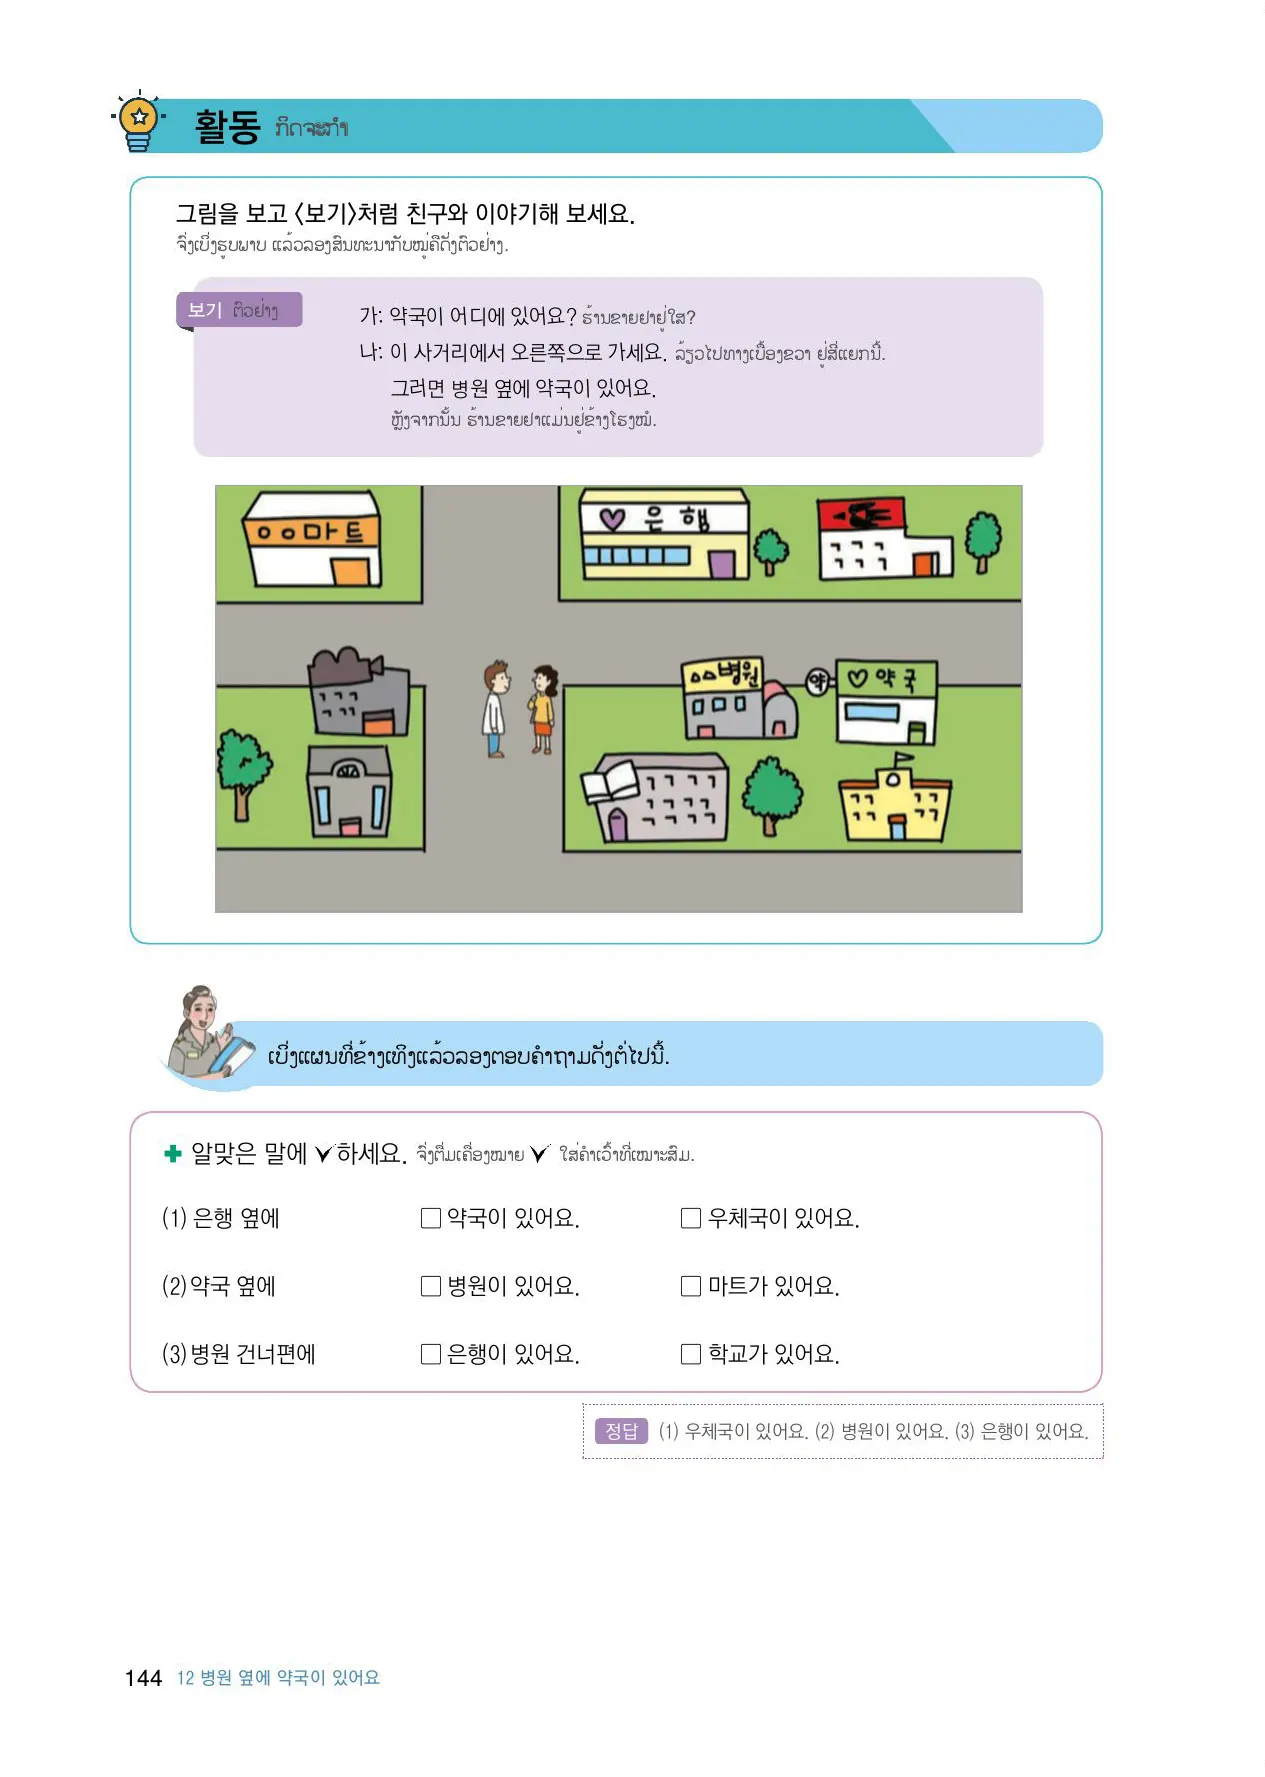 활동 ກິດຈະກຳ
그림을 보고 〈보기〉처럼 친구와 이야기해 보세요.
ຈົ່ງເບິ່ງຮູບພາບ ແລ້ວລອງສົນທະນາກັບໝູ່ຄືດັ່ງຕົວຢ່າງ.
보기 ຕົວຢ່າງ
가: 약국이 어디에 있어요? ຮ້ານຂາຍຢາຢູ່ໃສ?
나: 이 사거리에서 오른쪽으로 가세요. ລ້ຽວໄປທາງເບື້ອງຂວາ ຢູ່ສີ່ແຍກນີ້.
그러면 병원 옆에 약국이 있어요.
ຫຼັງຈາກນັ້ນ ຮ້ານຂາຍຢາແມ່ນຢູ່ຂ້າງໂຮງໝໍ.
ㅇㅇ마트
은행
ㅿㅿ병원
약
약국
ເບິ່ງແຜນທີ່ຂ້າງເທິງແລ້ວລອງຕອບຄຳຖາມດັ່ງຕໍ່ໄປນີ້.
알맞은 말에 ✓하세요. ຈົ່ງຕື່ມເຄື່ອງໝາຍ ✓ ໃສ່ຄຳເວົ້າທີ່ເໝາະສົມ.
(1) 은행 옆에 □ 약국이 있어요. □ 우체국이 있어요.
(2) 약국 옆에 □ 병원이 있어요. □ 마트가 있어요.
(3) 병원 건너편에 □ 은행이 있어요. □ 학교가 있어요.
정답 (1) 우체국이 있어요. (2) 병원이 있어요. (3) 은행이 있어요.
144 12 병원 옆에 약국이 있어요